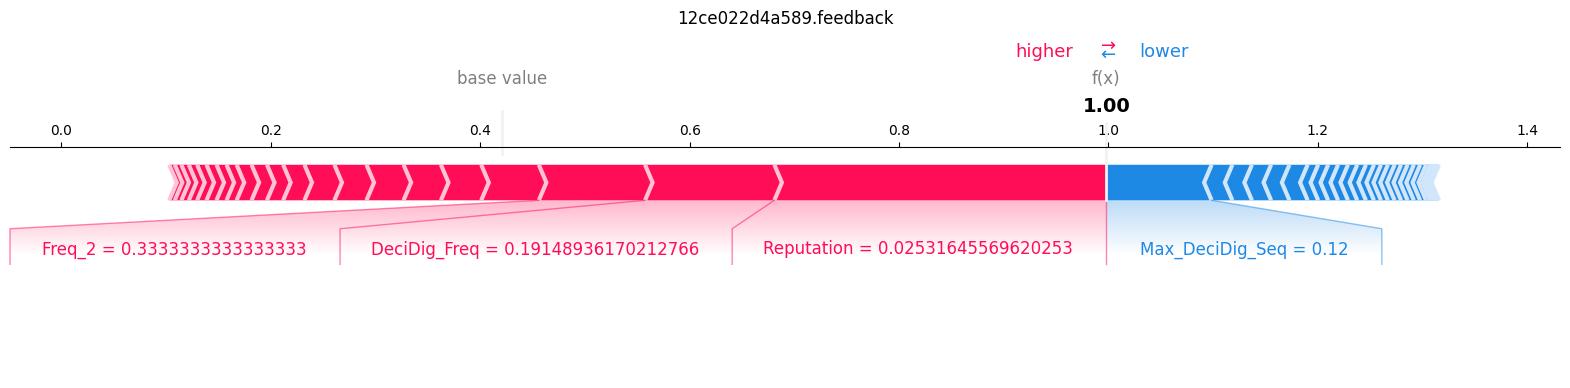 12ce022d4a589.feedback
higher → ← lower
base value f(x)
1.00
0.0 0.2 0.4 0.6 0.8 1.0 1.2 1.4
Freq_2 = 0.3333333333333333 DeciDig_Freq = 0.19148936170212766 Reputation = 0.02531645569620253 Max_DeciDig_Seq = 0.12